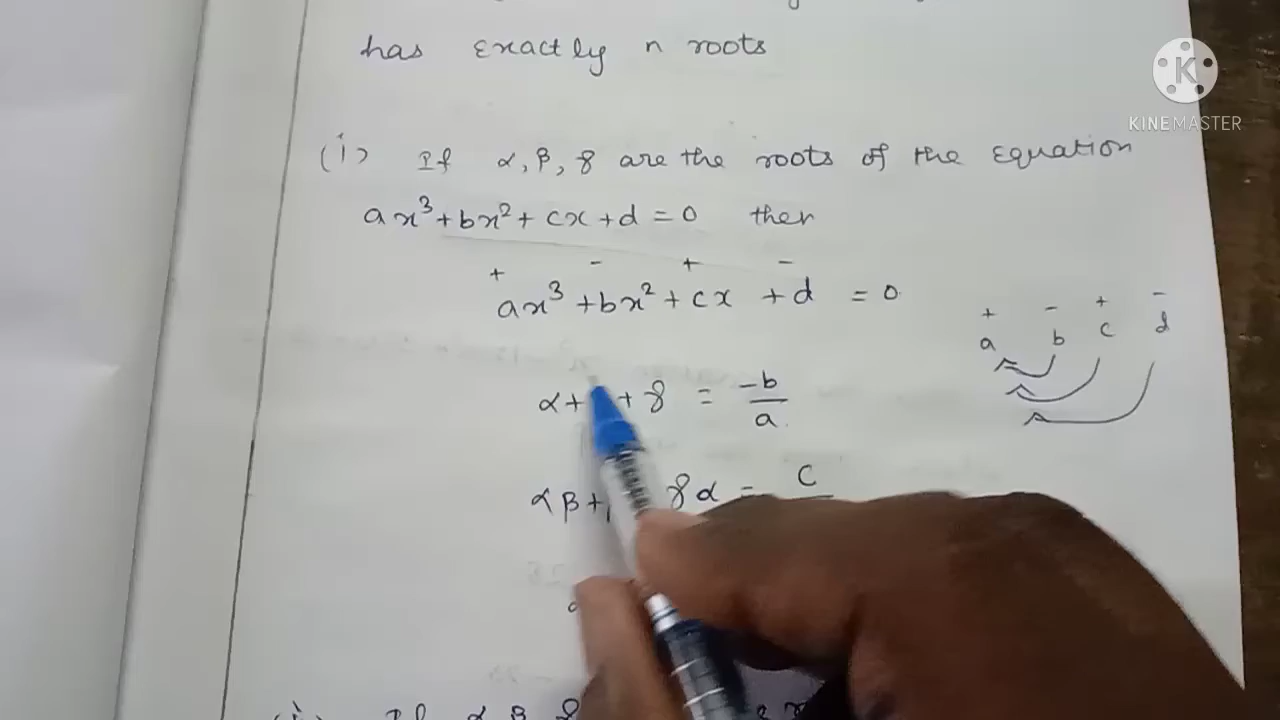 has exactly n roots
KINEMASTER
(i) If α, β, γ are the roots of the equation
ax³ + bx² + cx + d = 0 then
+ - + -
ax³ + bx² + cx + d = 0
+ - + -
a b c d
α + + γ = -b/a
αβ + γα = c